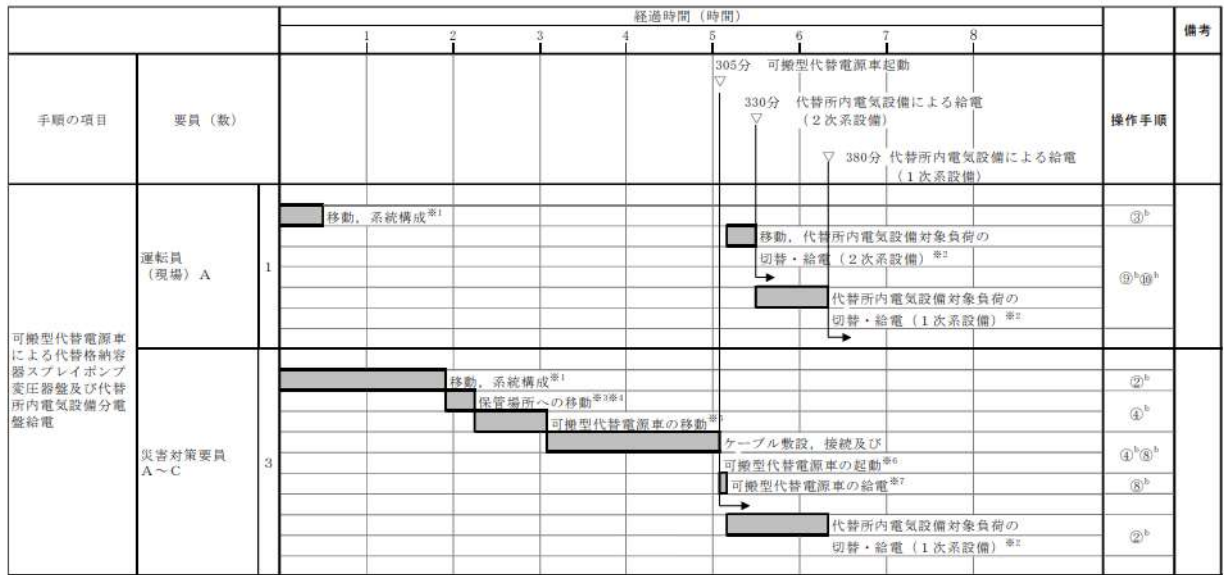 経過時間（時間）
備考
1 2 3 4 5 6 7 8
手順の項目
要員（数）
操作手順
305分　可搬型代替電源車起動
▽
330分　代替所内電気設備による給電
（２次系設備）
▽
▽ 380分 代替所内電気設備による給電
（１次系設備）
可搬型代替電源車
による代替格納容
器スプレイポンプ
変圧器盤及び代替
所内電気設備分電
盤給電
運転員
（現場）A
1
移動，系統構成※1
③b
移動，代替所内電気設備対象負荷の
切替・給電（２次系設備）※2
⑨b⑩b
代替所内電気設備対象負荷の
切替・給電（１次系設備）※2
災害対策要員
A～C
3
移動，系統構成※1
②b
保管場所への移動※3※4
④b
可搬型代替電源車の移動※5
ケーブル敷設，接続及び
可搬型代替電源車の起動※6
④b⑧b
可搬型代替電源車の給電※7
⑧b
代替所内電気設備対象負荷の
切替・給電（１次系設備）※2
②b